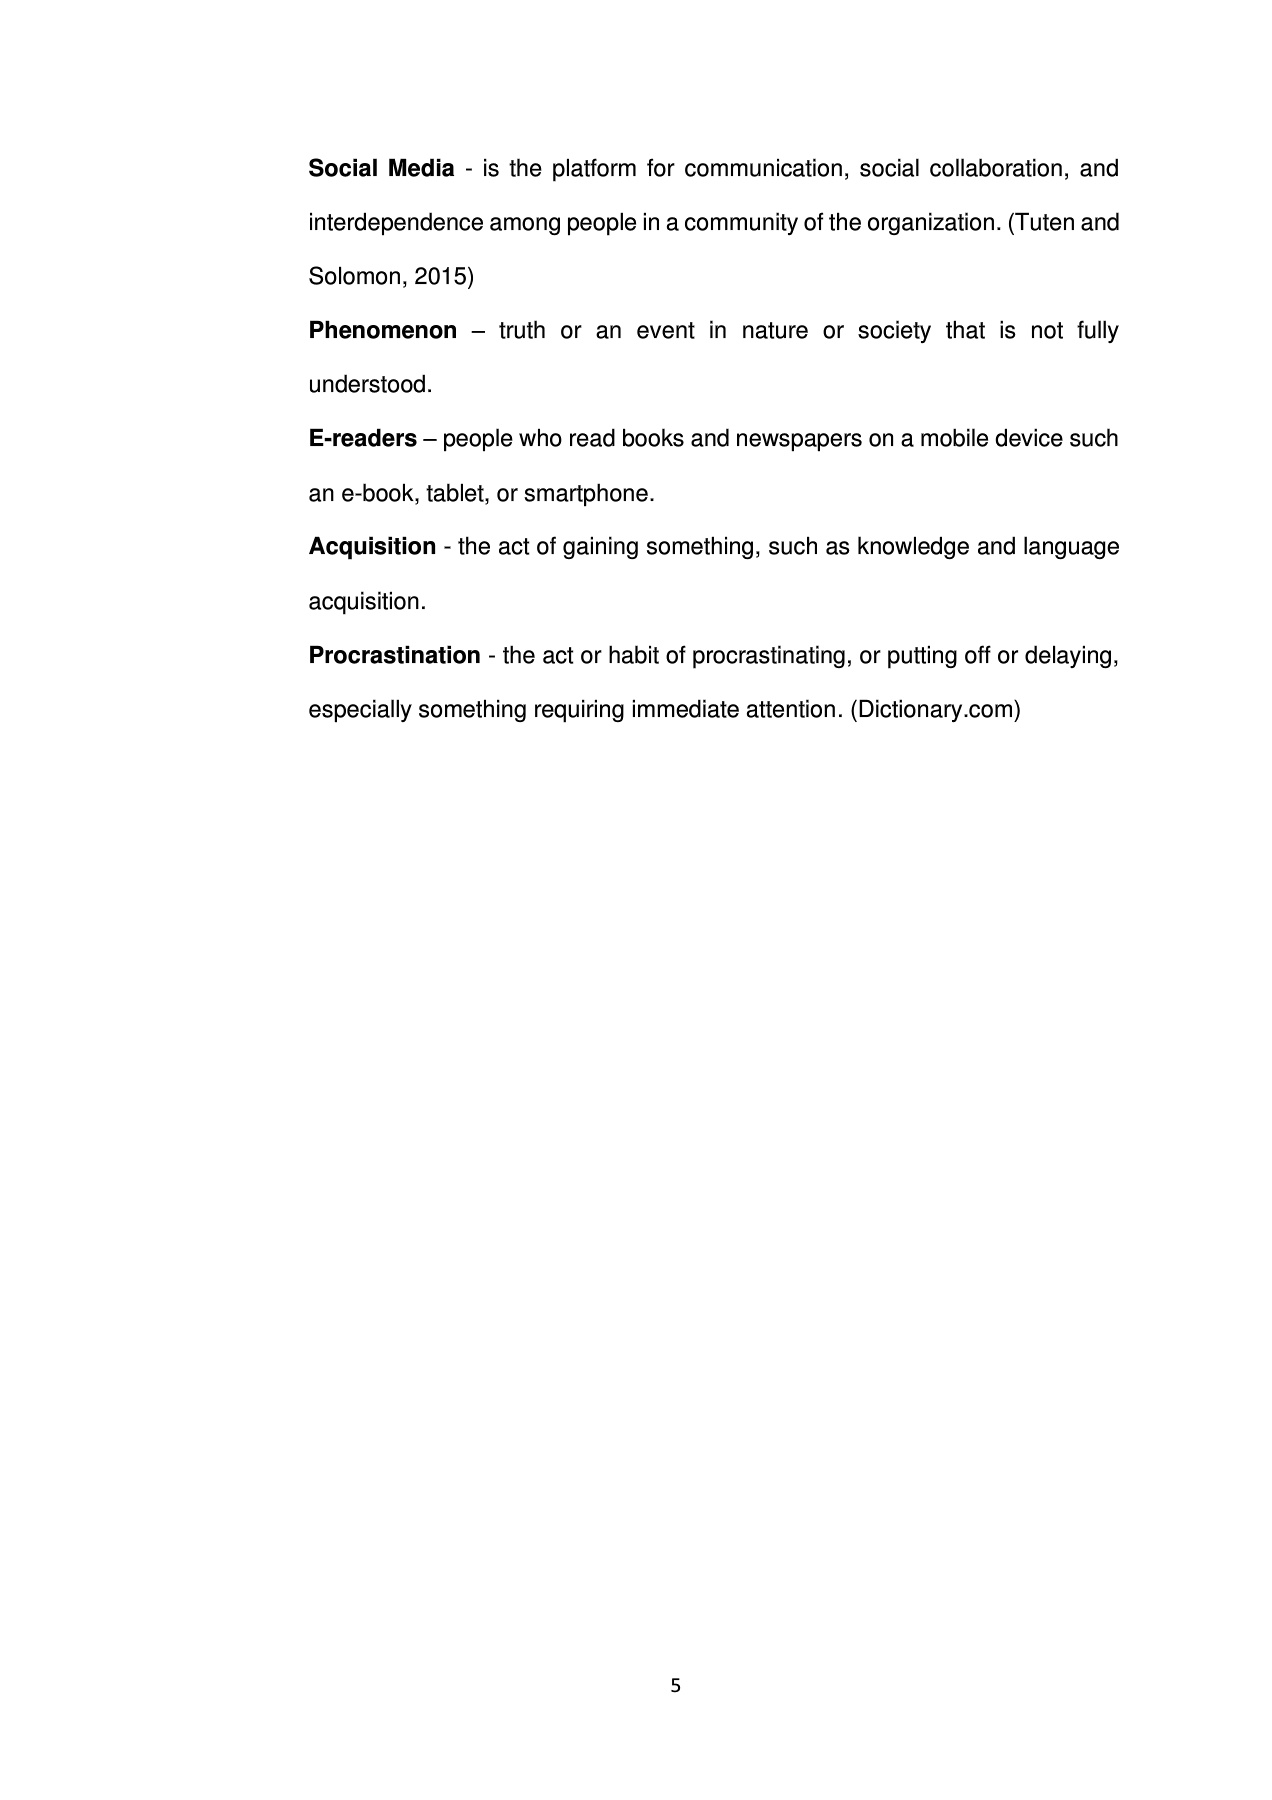 Social Media - is the platform for communication, social collaboration, and
interdependence among people in a community of the organization. (Tuten and
Solomon, 2015)
Phenomenon – truth or an event in nature or society that is not fully
understood.
E-readers – people who read books and newspapers on a mobile device such
an e-book, tablet, or smartphone.
Acquisition - the act of gaining something, such as knowledge and language
acquisition.
Procrastination - the act or habit of procrastinating, or putting off or delaying,
especially something requiring immediate attention. (Dictionary.com)
5